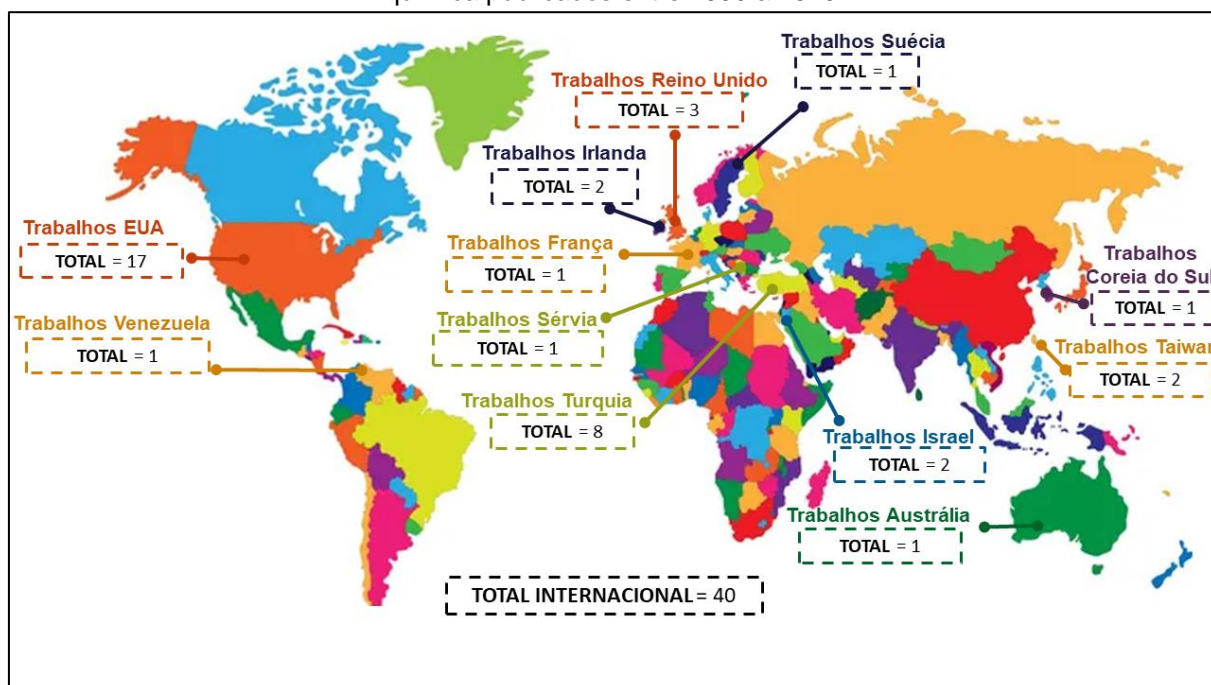 Trabalhos Suécia
TOTAL = 1
Trabalhos Reino Unido
TOTAL = 3
Trabalhos Irlanda
TOTAL = 2
Trabalhos EUA
TOTAL = 17
Trabalhos França
TOTAL = 1
Trabalhos
Coreia do Sul
TOTAL = 1
Trabalhos Venezuela
TOTAL = 1
Trabalhos Sérvia
TOTAL = 1
Trabalhos Taiwan
TOTAL = 2
Trabalhos Turquia
TOTAL = 8
Trabalhos Israel
TOTAL = 2
Trabalhos Austrália
TOTAL = 1
TOTAL INTERNACIONAL = 40